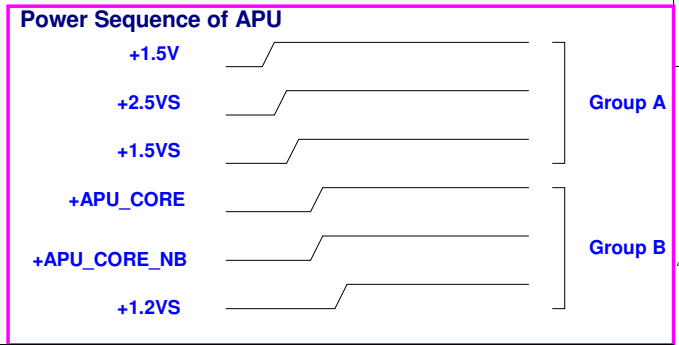 Power Sequence of APU
+1.5V
+2.5VS
Group A
+1.5VS
+APU_CORE
+APU_CORE_NB
Group B
+1.2VS